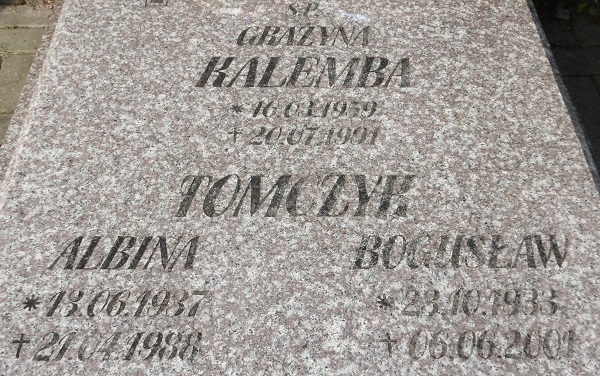 Ś.P.
GRAŻYNA
KALEMBA
* 16.03.1959
† 20.07.1991
TOMCZYK
ALBINA BOGUSŁAW
* 13.06.1937 * 23.10.1933
† 21.04.1988 † 06.06.2001